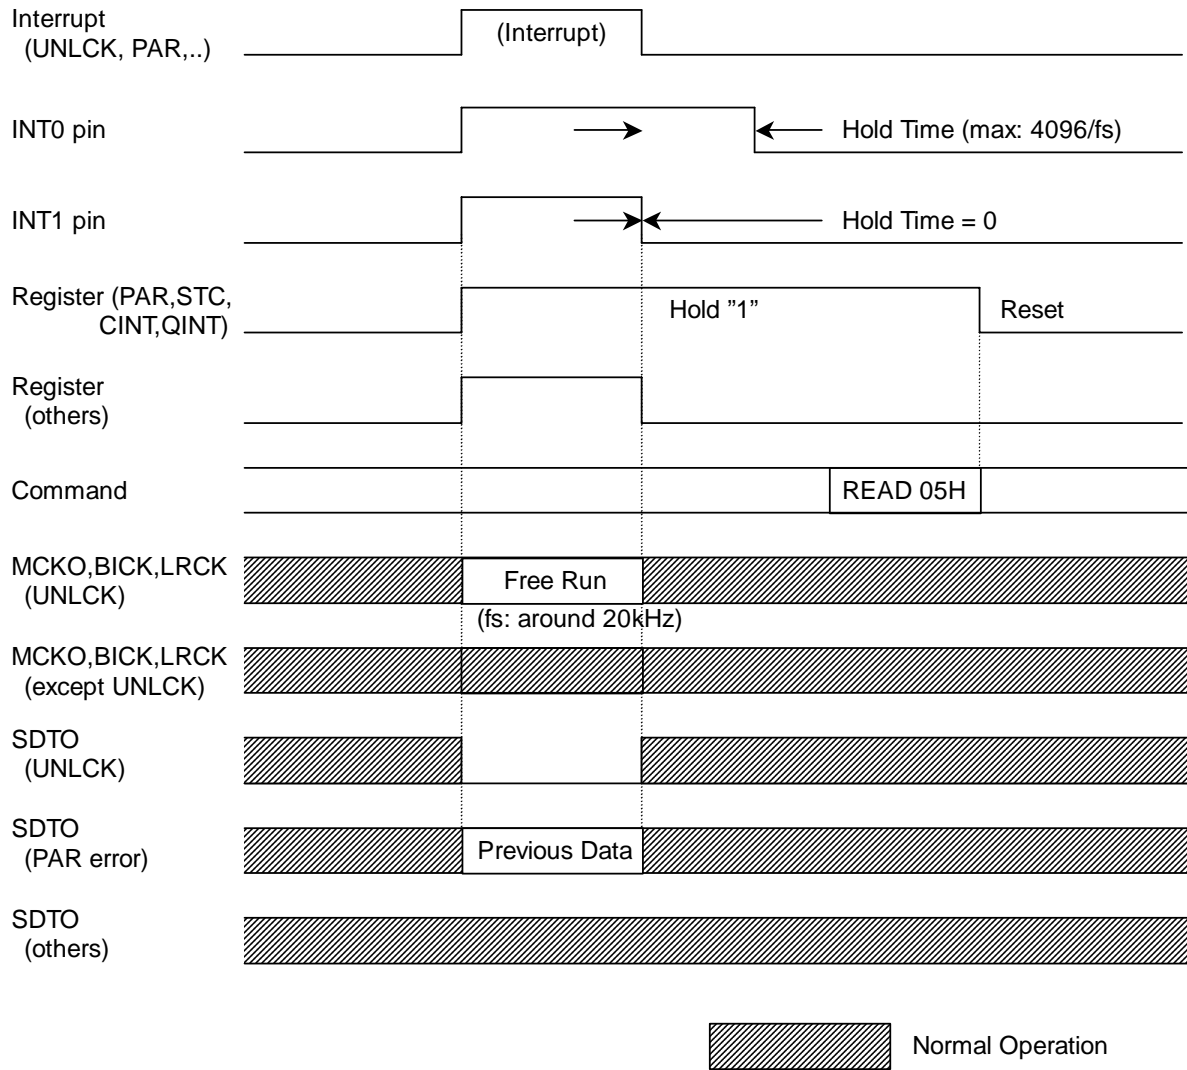 Interrupt
(UNLCK, PAR,..)
(Interrupt)
INT0 pin
Hold Time (max: 4096/fs)
INT1 pin
Hold Time = 0
Register (PAR,STC,
CINT,QINT)
Hold ”1”
Reset
Register
(others)
Command
READ 05H
MCKO,BICK,LRCK
(UNLCK)
Free Run
(fs: around 20kHz)
MCKO,BICK,LRCK
(except UNLCK)
SDTO
(UNLCK)
SDTO
(PAR error)
Previous Data
SDTO
(others)
Normal Operation